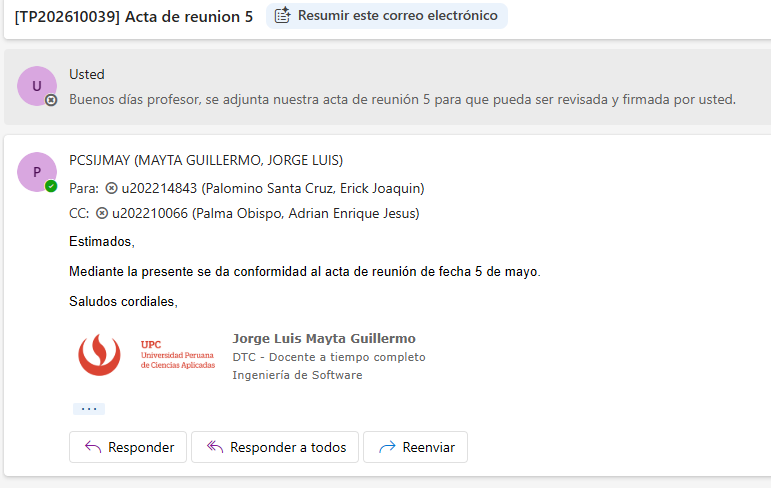 [TP202610039] Acta de reunion 5 Resumir este correo electrónico
U
Usted
Buenos días profesor, se adjunta nuestra acta de reunión 5 para que pueda ser revisada y firmada por usted.
P
PCSIJMAY (MAYTA GUILLERMO, JORGE LUIS)
Para: u202214843 (Palomino Santa Cruz, Erick Joaquin)
CC: u202210066 (Palma Obispo, Adrian Enrique Jesus)
Estimados,
Mediante la presente se da conformidad al acta de reunión de fecha 5 de mayo.
Saludos cordiales,
UPC
Universidad Peruana
de Ciencias Aplicadas
Jorge Luis Mayta Guillermo
DTC - Docente a tiempo completo
Ingeniería de Software
...
Responder Responder a todos Reenviar